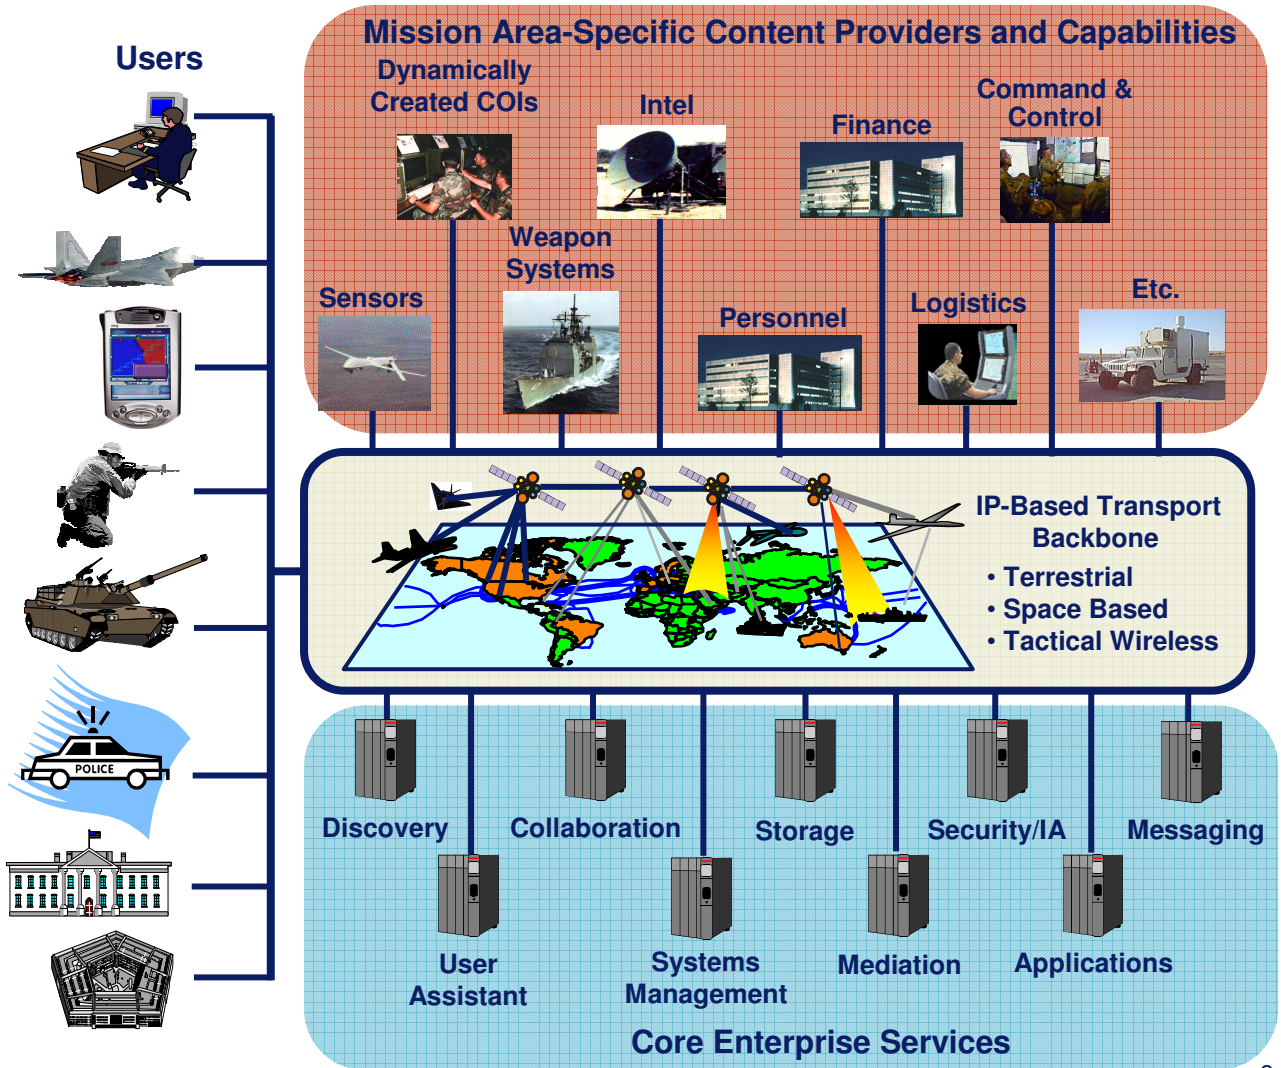 Mission Area-Specific Content Providers and Capabilities
Users
Dynamically
Created COIs
Intel
Finance
Command &
Control
Weapon
Systems
Sensors
Personnel
Logistics
Etc.
IP-Based Transport
Backbone
• Terrestrial
• Space Based
• Tactical Wireless
POLICE
Discovery
Collaboration
Storage
Security/IA
Messaging
User
Assistant
Systems
Management
Mediation
Applications
Core Enterprise Services